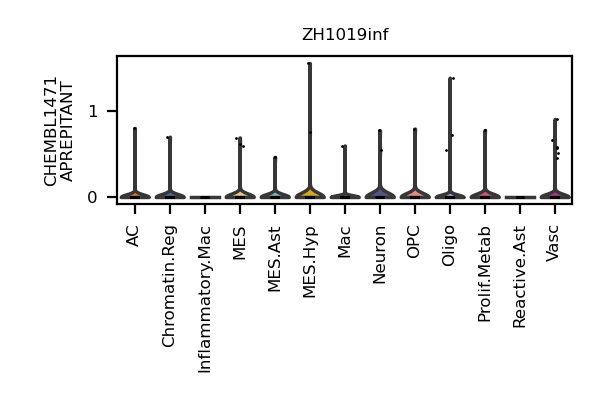 ZH1019inf
CHEMBL1471
APREPITANT
1
0
AC
Chromatin.Reg
Inflammatory.Mac
MES
MES.Ast
MES.Hyp
Mac
Neuron
OPC
Oligo
Prolif.Metab
Reactive.Ast
Vasc